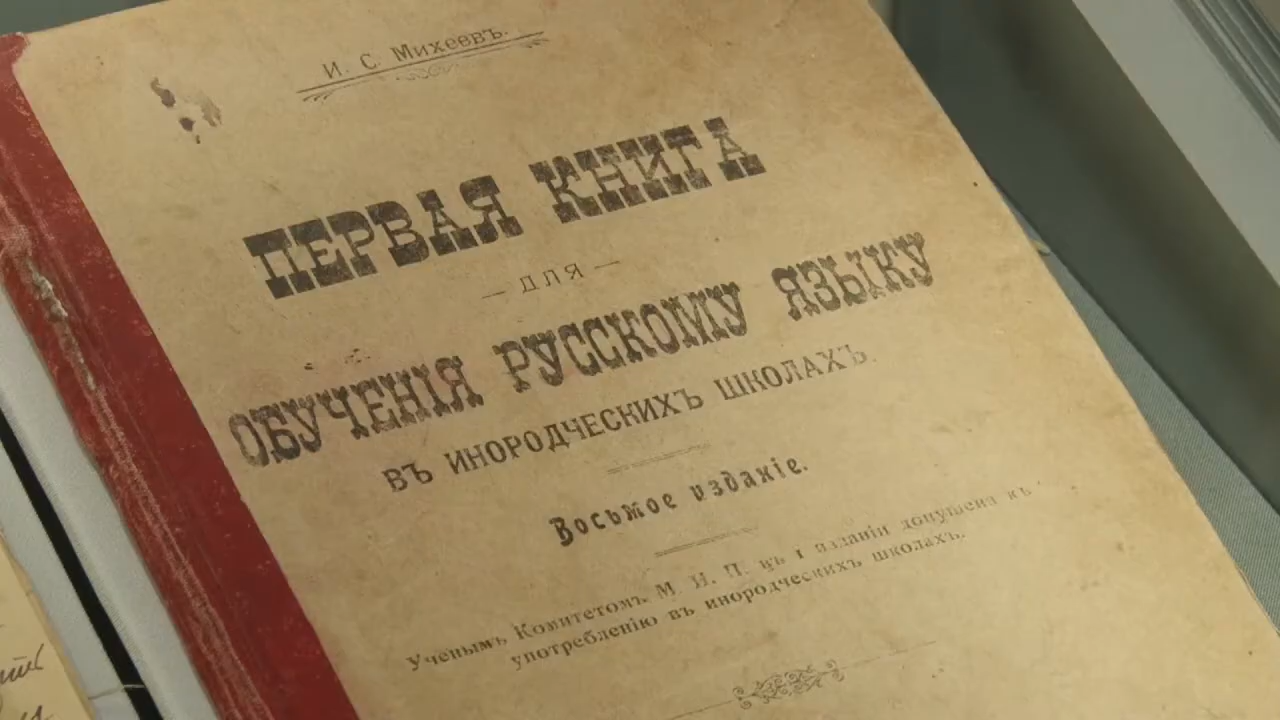 И. С. Михеевъ.
ПЕРВАЯ КНИГА
— ДЛЯ —
ОБУЧЕНІЯ РУССКОМУ ЯЗЫКУ
ВЪ ИНОРОДЧЕСКИХЪ ШКОЛАХЪ.
Восьмое изданіе.
Ученымъ Комитетомъ М. Н. П. въ I изданіи допущена къ
употребленію въ инородческихъ школахъ.